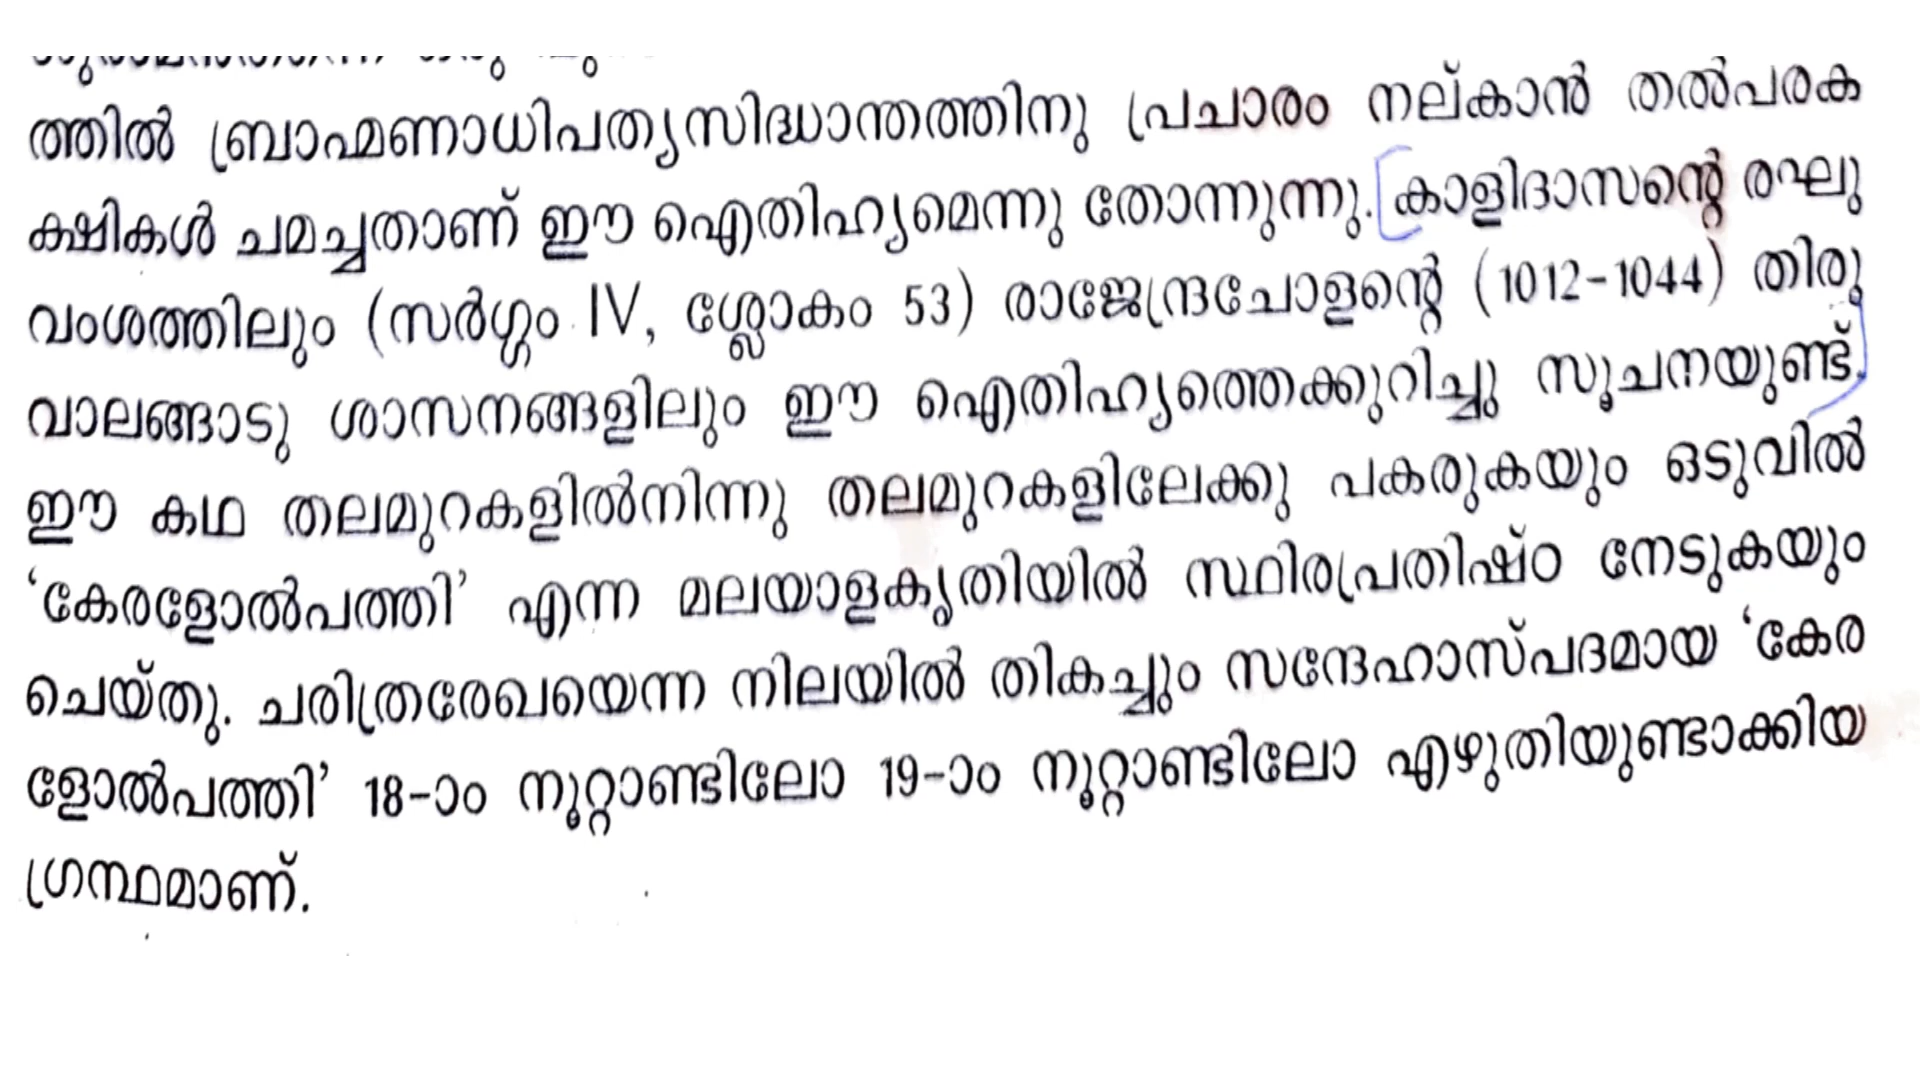 ത്തിൽ ബ്രാഹ്മണാധിപത്യസിദ്ധാന്തത്തിനു പ്രചാരം നല്കാൻ തൽപരക
ക്ഷികൾ ചമച്ചതാണ് ഈ ഐതിഹ്യമെന്നു തോന്നുന്നു. കാളിദാസന്റെ രഘു
വംശത്തിലും (സർഗ്ഗം IV, ശ്ലോകം 53) രാജേന്ദ്രചോളന്റെ (1012-1044) തിരു
വാലങ്ങാടു ശാസനങ്ങളിലും ഈ ഐതിഹ്യത്തെക്കുറിച്ചു സൂചനയുണ്ട്.
ഈ കഥ തലമുറകളിൽനിന്നു തലമുറകളിലേക്കു പകരുകയും ഒടുവിൽ
‘കേരളോൽപത്തി’ എന്ന മലയാളകൃതിയിൽ സ്ഥിരപ്രതിഷ്ഠ നേടുകയും
ചെയ്തു. ചരിത്രരേഖയെന്ന നിലയിൽ തികച്ചും സന്ദേഹാസ്പദമായ ‘കേര
ളോൽപത്തി’ 18-ാം നൂറ്റാണ്ടിലോ 19-ാം നൂറ്റാണ്ടിലോ എഴുതിയുണ്ടാക്കിയ
ഗ്രന്ഥമാണ്.